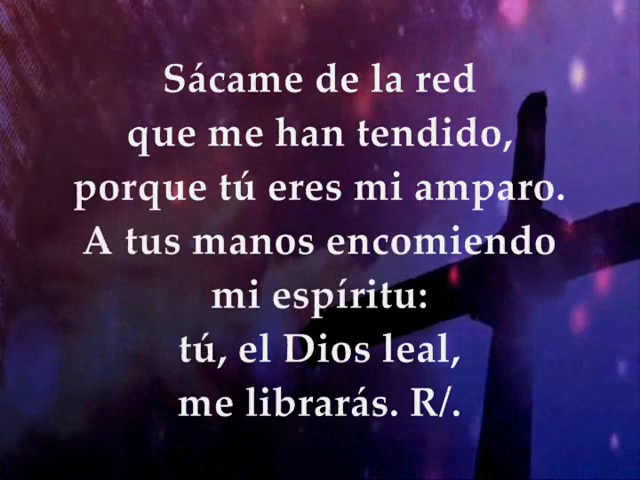 Sácame de la red
que me han tendido,
porque tú eres mi amparo.
A tus manos encomiendo
mi espíritu:
tú, el Dios leal,
me librarás. R/.